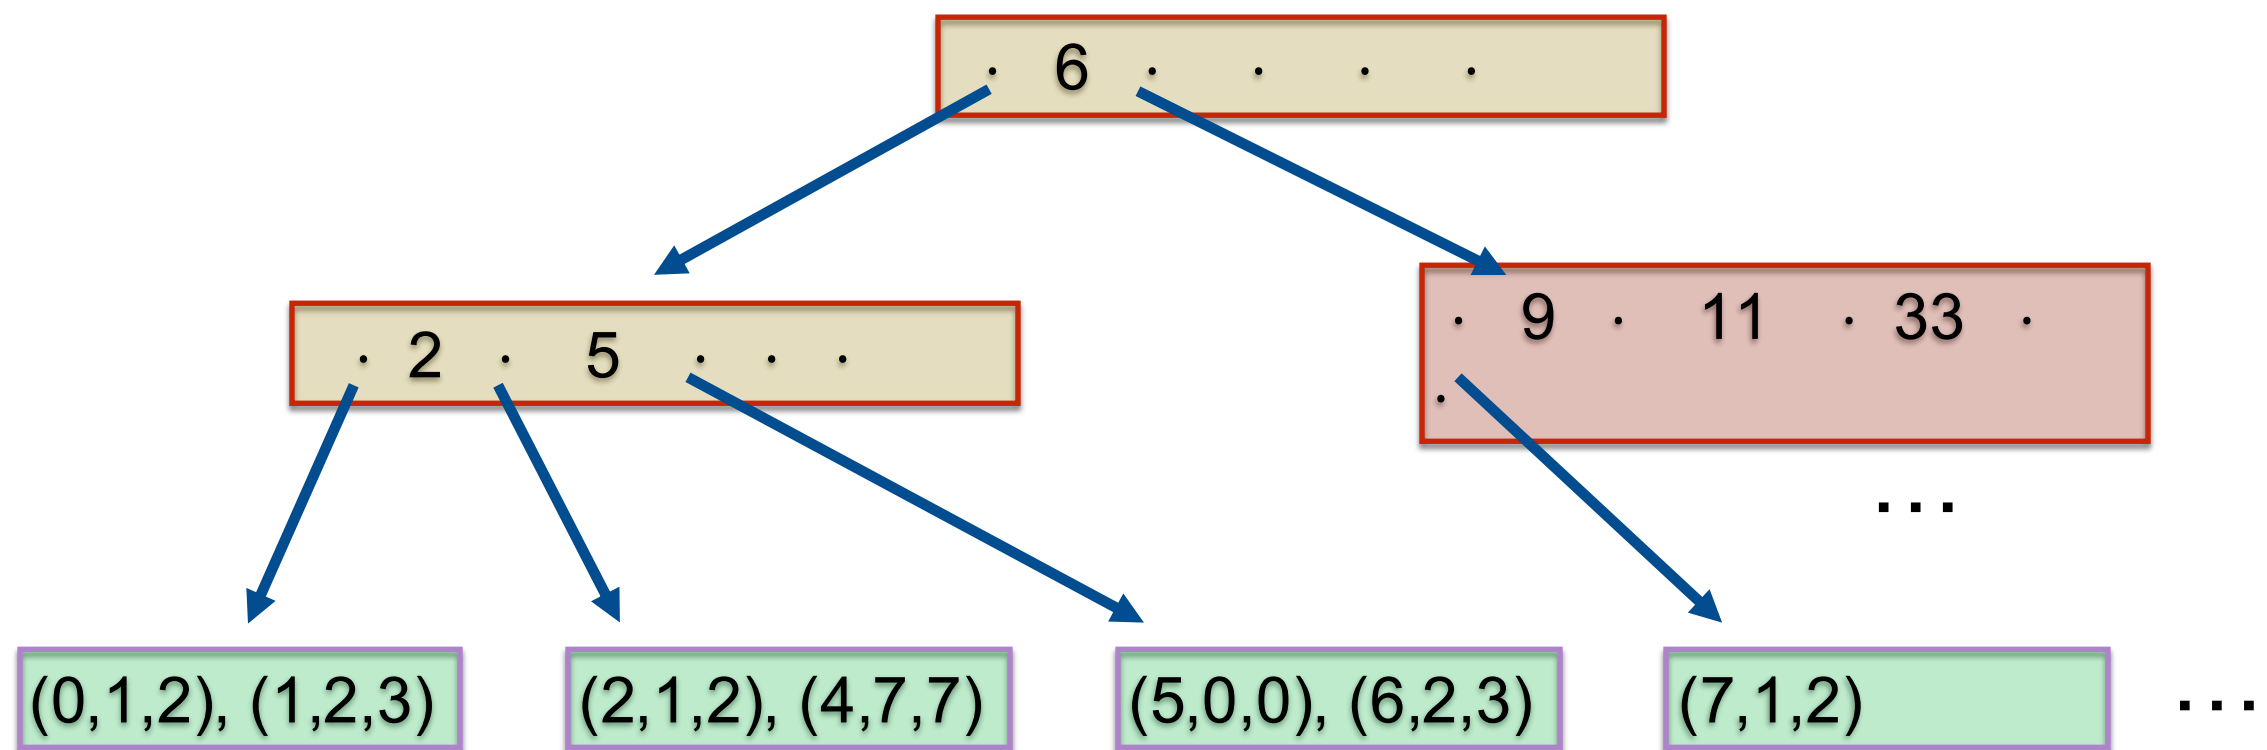 · 6 · · · ·
· 2 · 5 · · ·
· 9 · 11 · 33 ·
·
...
(0,1,2), (1,2,3)
(2,1,2), (4,7,7)
(5,0,0), (6,2,3)
(7,1,2)
...